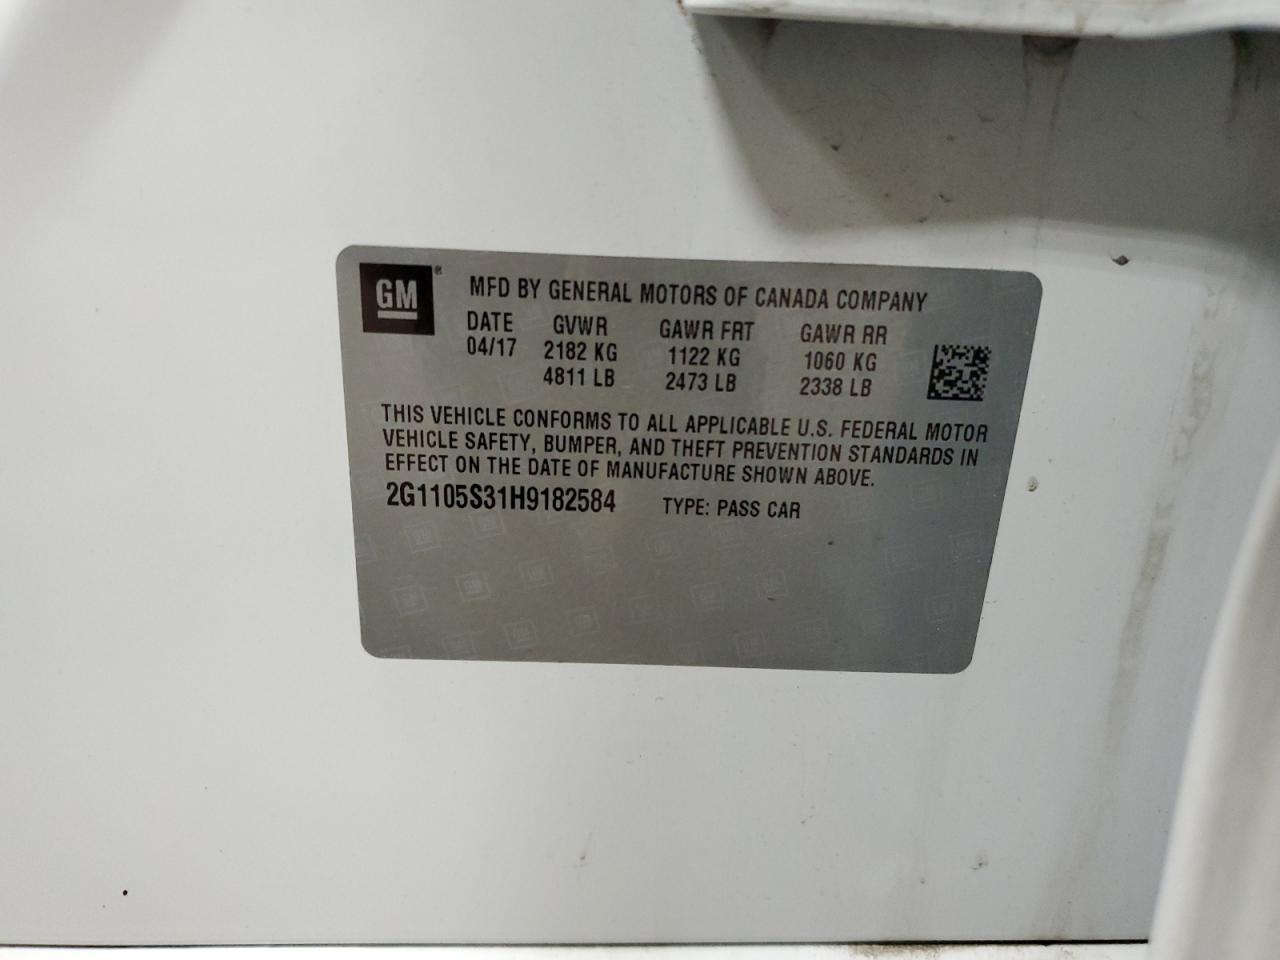 GM®
MFD BY GENERAL MOTORS OF CANADA COMPANY
DATE GVWR GAWR FRT GAWR RR
04/17 2182 KG 1122 KG 1060 KG
4811 LB 2473 LB 2338 LB
THIS VEHICLE CONFORMS TO ALL APPLICABLE U.S. FEDERAL MOTOR
VEHICLE SAFETY, BUMPER, AND THEFT PREVENTION STANDARDS IN
EFFECT ON THE DATE OF MANUFACTURE SHOWN ABOVE.
2G1105S31H9182584 TYPE: PASS CAR